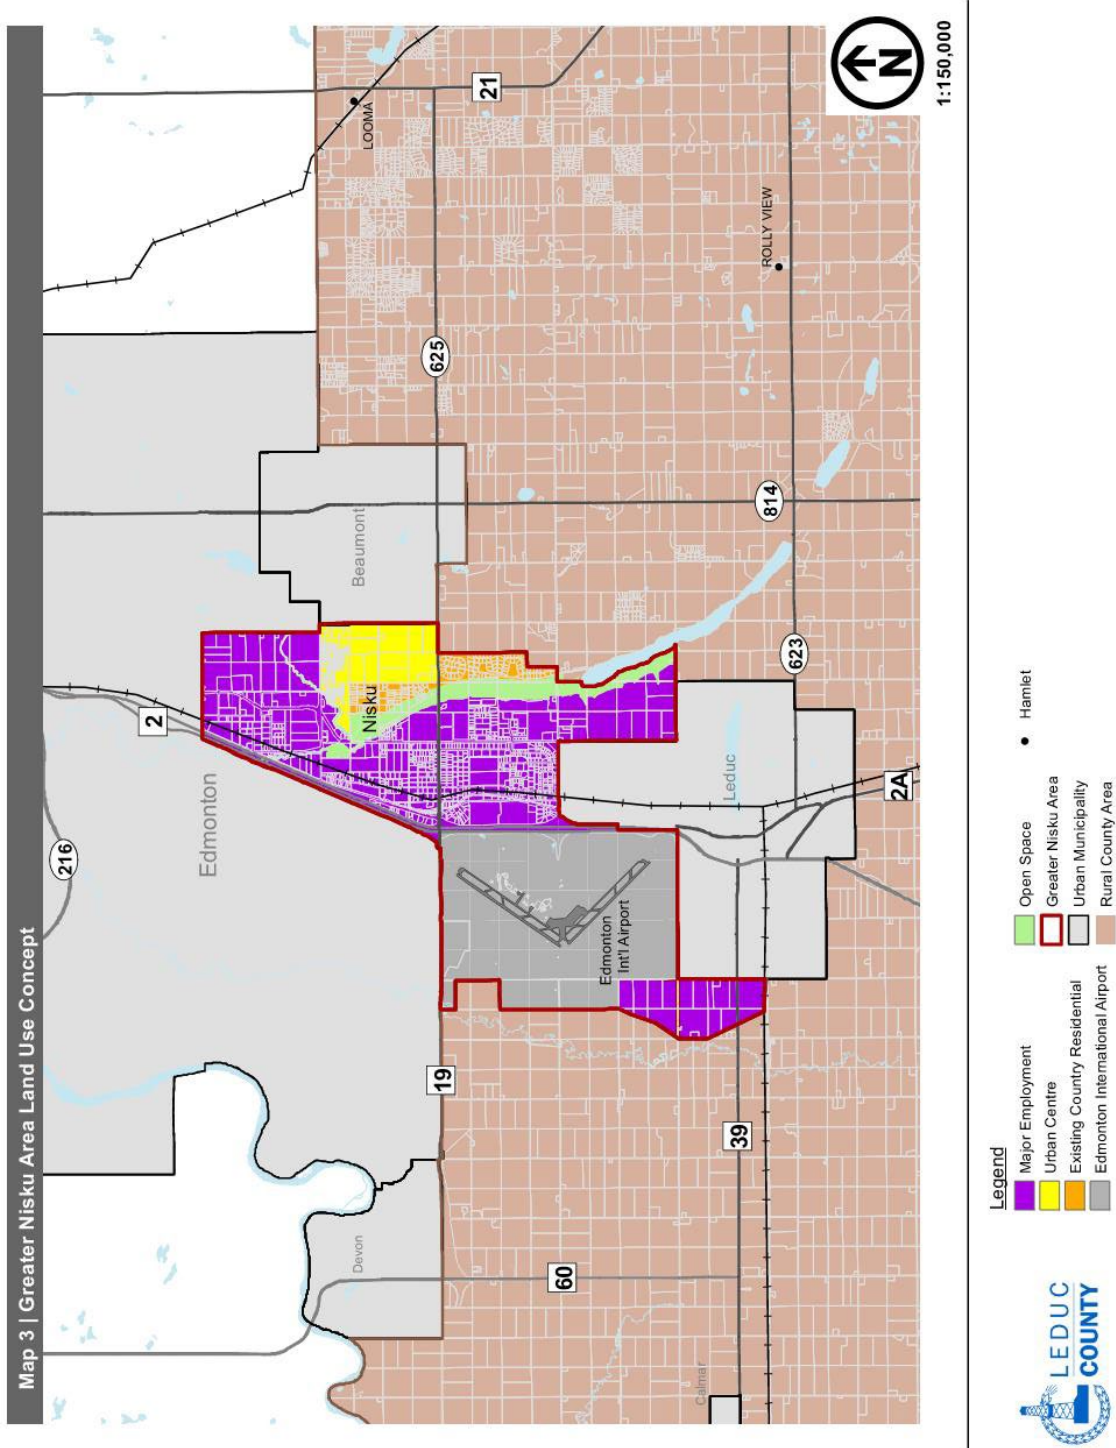 Map 3 | Greater Nisku Area Land Use Concept
216
2
Edmonton
Devon
Beaumont
Nisku
LOOMA
19
625
21
60
Edmonton
Int'l Airport
Calmar
39
Leduc
623
814
ROLLY VIEW
2A
N
1:150,000
LEDUC
COUNTY
Legend
Major Employment
Urban Centre
Existing Country Residential
Edmonton International Airport
Open Space
Greater Nisku Area
Urban Municipality
Rural County Area
Hamlet